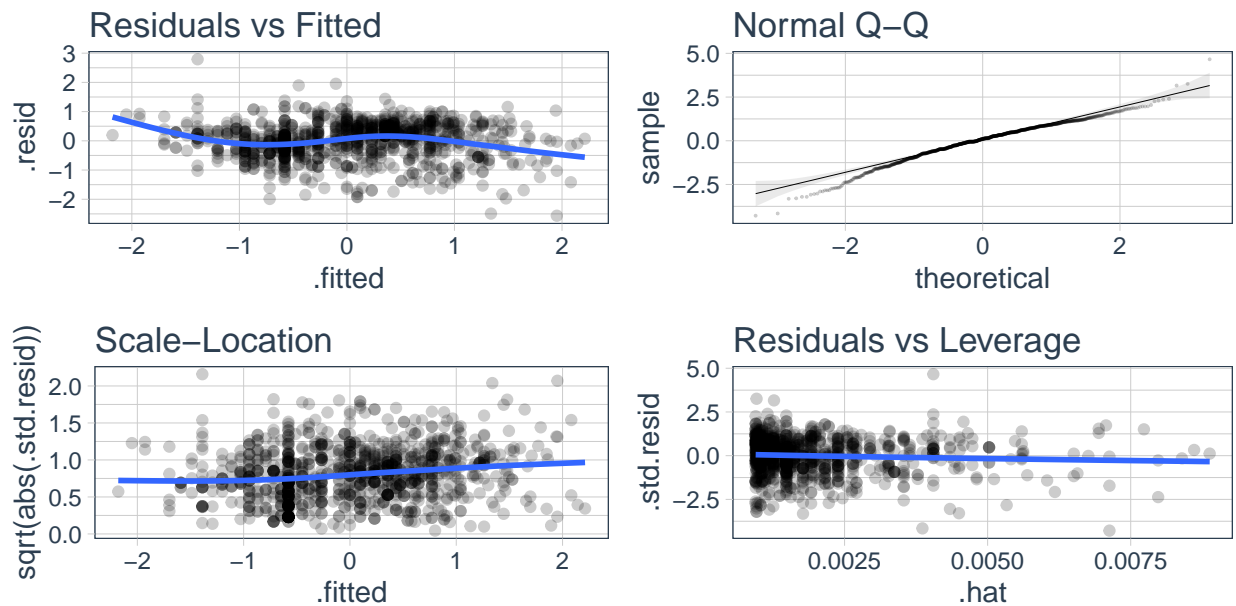 Residuals vs Fitted
3
2
1
0
−1
−2
.resid
−2 −1 0 1 2
.fitted
Normal Q−Q
5.0
2.5
0.0
−2.5
sample
−2 0 2
theoretical
Scale−Location
2.0
1.5
1.0
0.5
0.0
sqrt(abs(.std.resid))
−2 −1 0 1 2
.fitted
Residuals vs Leverage
5.0
2.5
0.0
−2.5
.std.resid
0.0025 0.0050 0.0075
.hat